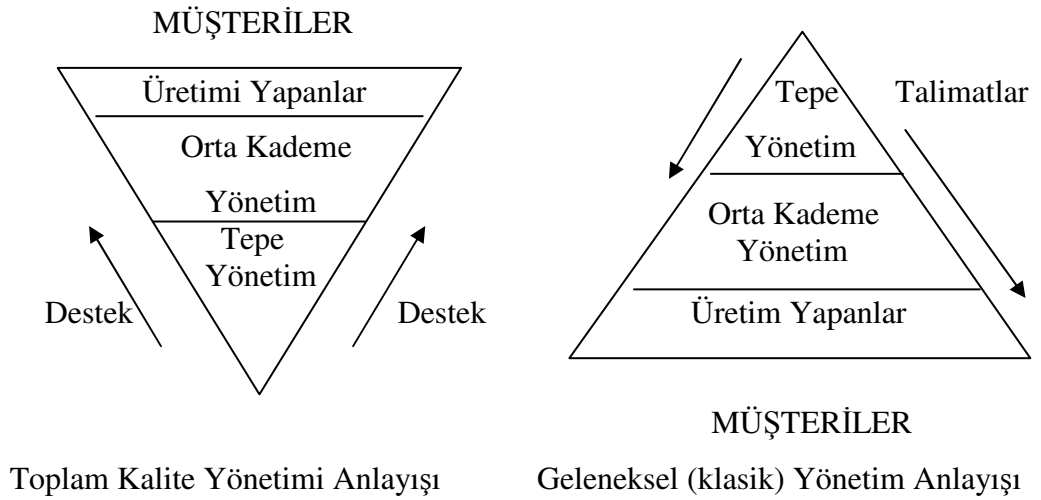 MÜŞTERİLER
Üretimi Yapanlar
Orta Kademe
Yönetim
Tepe
Yönetim
Destek
Destek
Toplam Kalite Yönetimi Anlayışı
Tepe
Yönetim
Talimatlar
Orta Kademe
Yönetim
Üretim Yapanlar
MÜŞTERİLER
Geleneksel (klasik) Yönetim Anlayışı